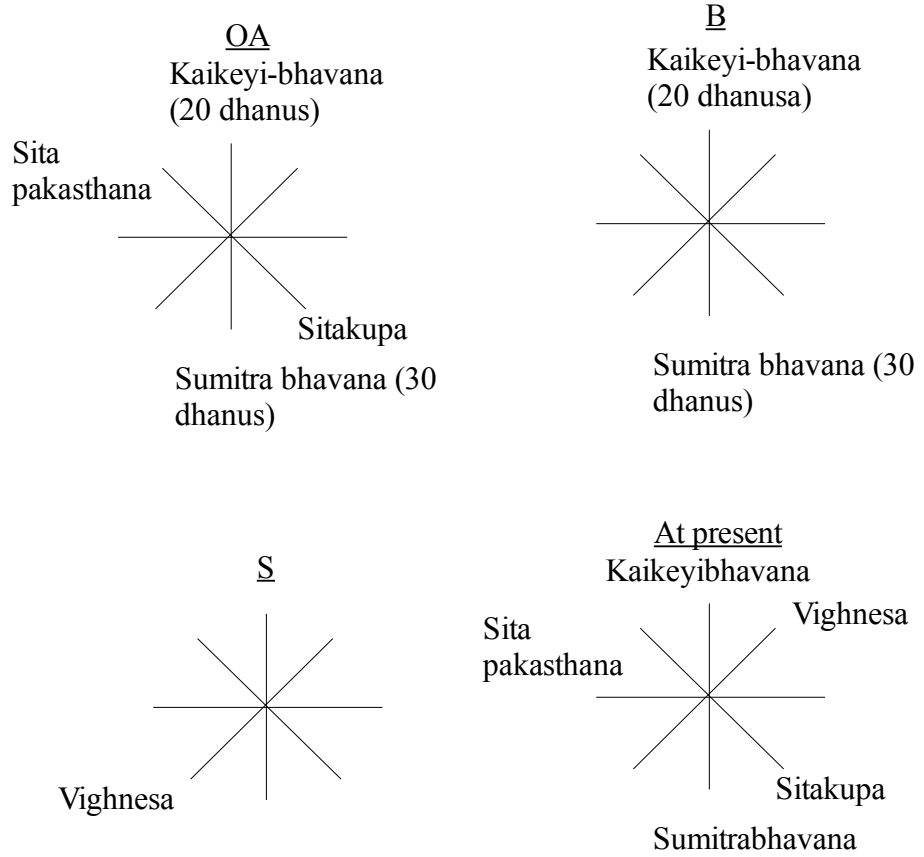 OA
Kaikeyi-bhavana
(20 dhanus)
Sita
pakasthana
Sitakupa
Sumitra bhavana (30
dhanus)
B
Kaikeyi-bhavana
(20 dhanusa)
Sumitra bhavana (30
dhanus)
S
Vighnesa
At present
Kaikeyibhavana
Vighnesa
Sita
pakasthana
Sitakupa
Sumitrabhavana